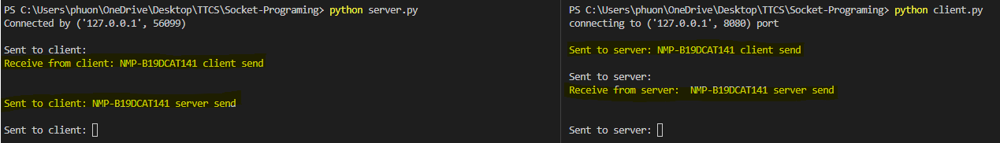 PS C:\Users\phuon\OneDrive\Desktop\TTCS\Socket-Programing> python server.py
Connected by ('127.0.0.1', 56099)
Sent to client:
Receive from client: NMP-B19DCAT141 client send
Sent to client: NMP-B19DCAT141 server send
Sent to client:
PS C:\Users\phuon\OneDrive\Desktop\TTCS\Socket-Programing> python client.py
connecting to ('127.0.0.1', 8080) port
Sent to server: NMP-B19DCAT141 client send
Sent to server:
Receive from server:  NMP-B19DCAT141 server send
Sent to server: